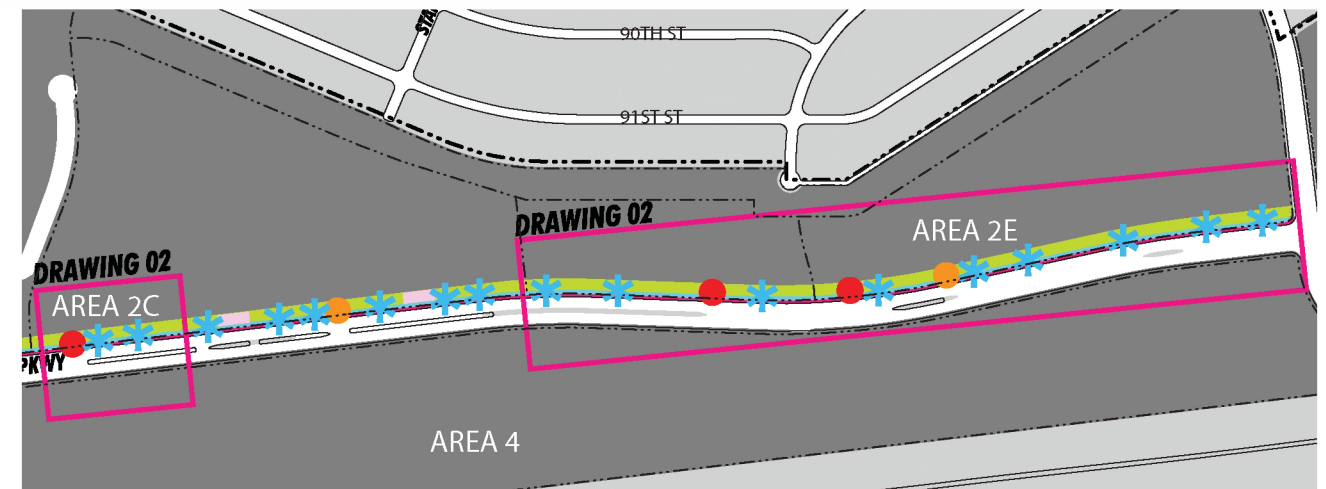 90TH ST
91ST ST
DRAWING 02
AREA 2E
DRAWING 02
AREA 2C
PKWY
AREA 4